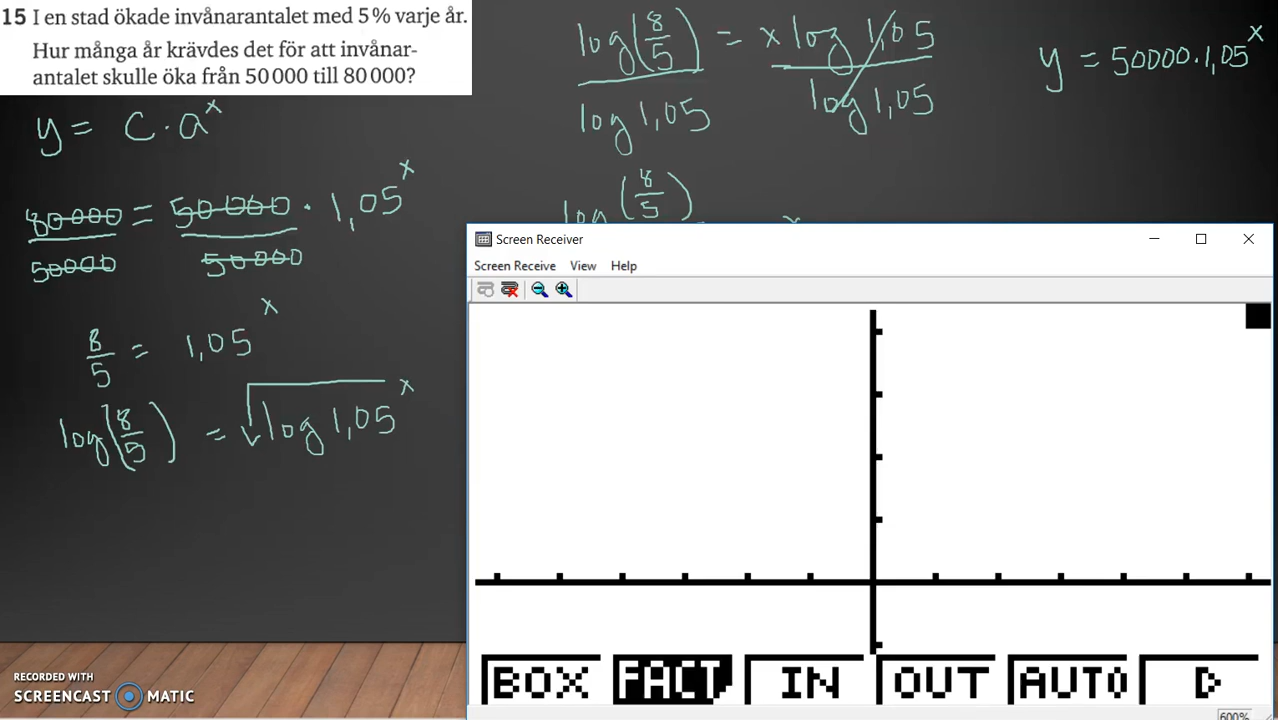 15 I en stad ökade invånarantalet med 5 % varje år.
Hur många år krävdes det för att invånar-
antalet skulle öka från 50 000 till 80 000?
y = C · a^x
80000 = 50000 · 1,05^x
50000 50000
8/5 = 1,05^x
log(8/5) = log 1,05^x
log(8/5) = x log 1,05
log 1,05 log 1,05
log(8/5) x
y = 50000 · 1,05^x
Screen Receiver
Screen Receive View Help
BOX FACT IN OUT AUTO
600%
RECORDED WITH
SCREENCAST MATIC